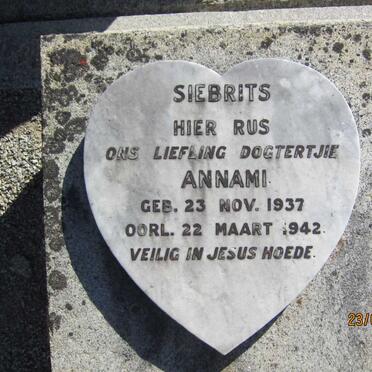 SIEBRITS
HIER RUS
ONS LIEFLING DOGTERTJIE
ANNAMI
GEB. 23 NOV. 1937
OORL. 22 MAART 1942
VEILIG IN JESUS HOEDE.
23/